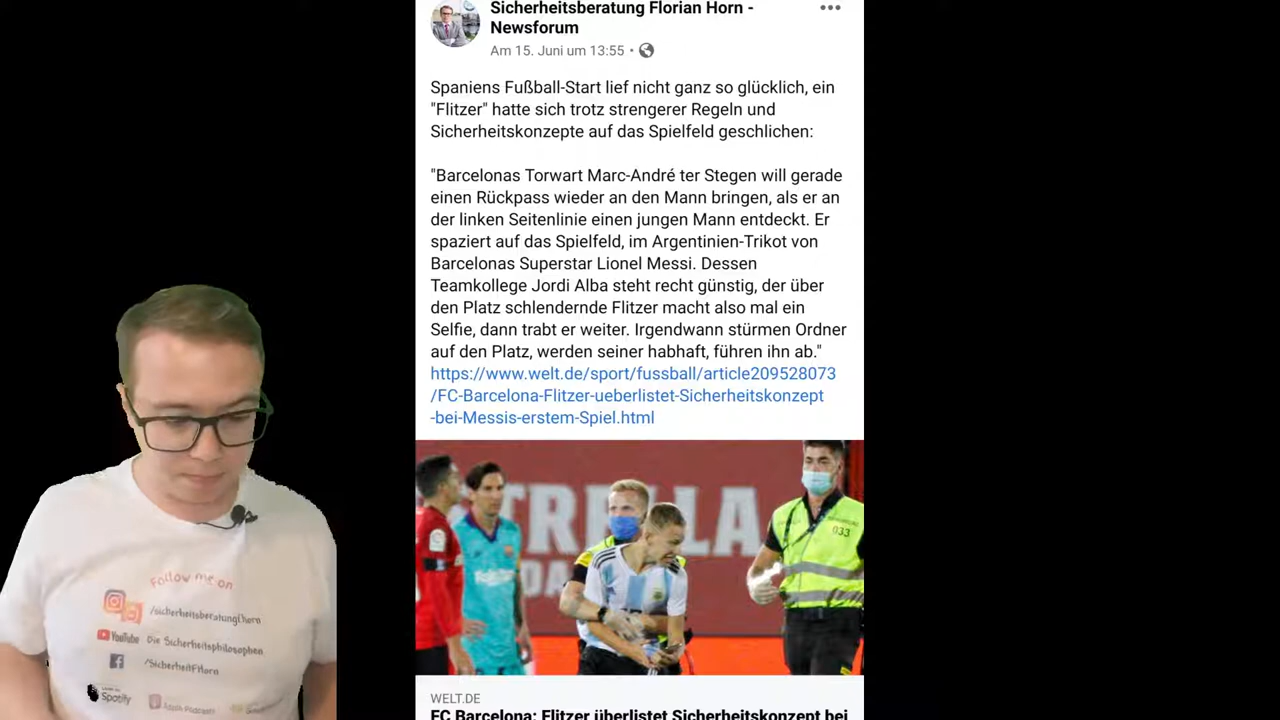 Sicherheitsberatung Florian Horn -
Newsforum
Am 15. Juni um 13:55 •
Spaniens Fußball-Start lief nicht ganz so glücklich, ein
"Flitzer" hatte sich trotz strengerer Regeln und
Sicherheitskonzepte auf das Spielfeld geschlichen:
"Barcelonas Torwart Marc-André ter Stegen will gerade
einen Rückpass wieder an den Mann bringen, als er an
der linken Seitenlinie einen jungen Mann entdeckt. Er
spaziert auf das Spielfeld, im Argentinien-Trikot von
Barcelonas Superstar Lionel Messi. Dessen
Teamkollege Jordi Alba steht recht günstig, der über
den Platz schlendernde Flitzer macht also mal ein
Selfie, dann trabt er weiter. Irgendwann stürmen Ordner
auf den Platz, werden seiner habhaft, führen ihn ab."
https://www.welt.de/sport/fussball/article209528073
/FC-Barcelona-Flitzer-ueberlistet-Sicherheitskonzept
-bei-Messis-erstem-Spiel.html
033
WELT.DE
FC Barcelona: Flitzer überlistet Sicherheitskonzept bei
Follow me on
/sicherheitsberatungfhorn
YouTube Die Sicherheitsphilosophen
/SicherheitFHorn
Spotify
Apple Podcasts